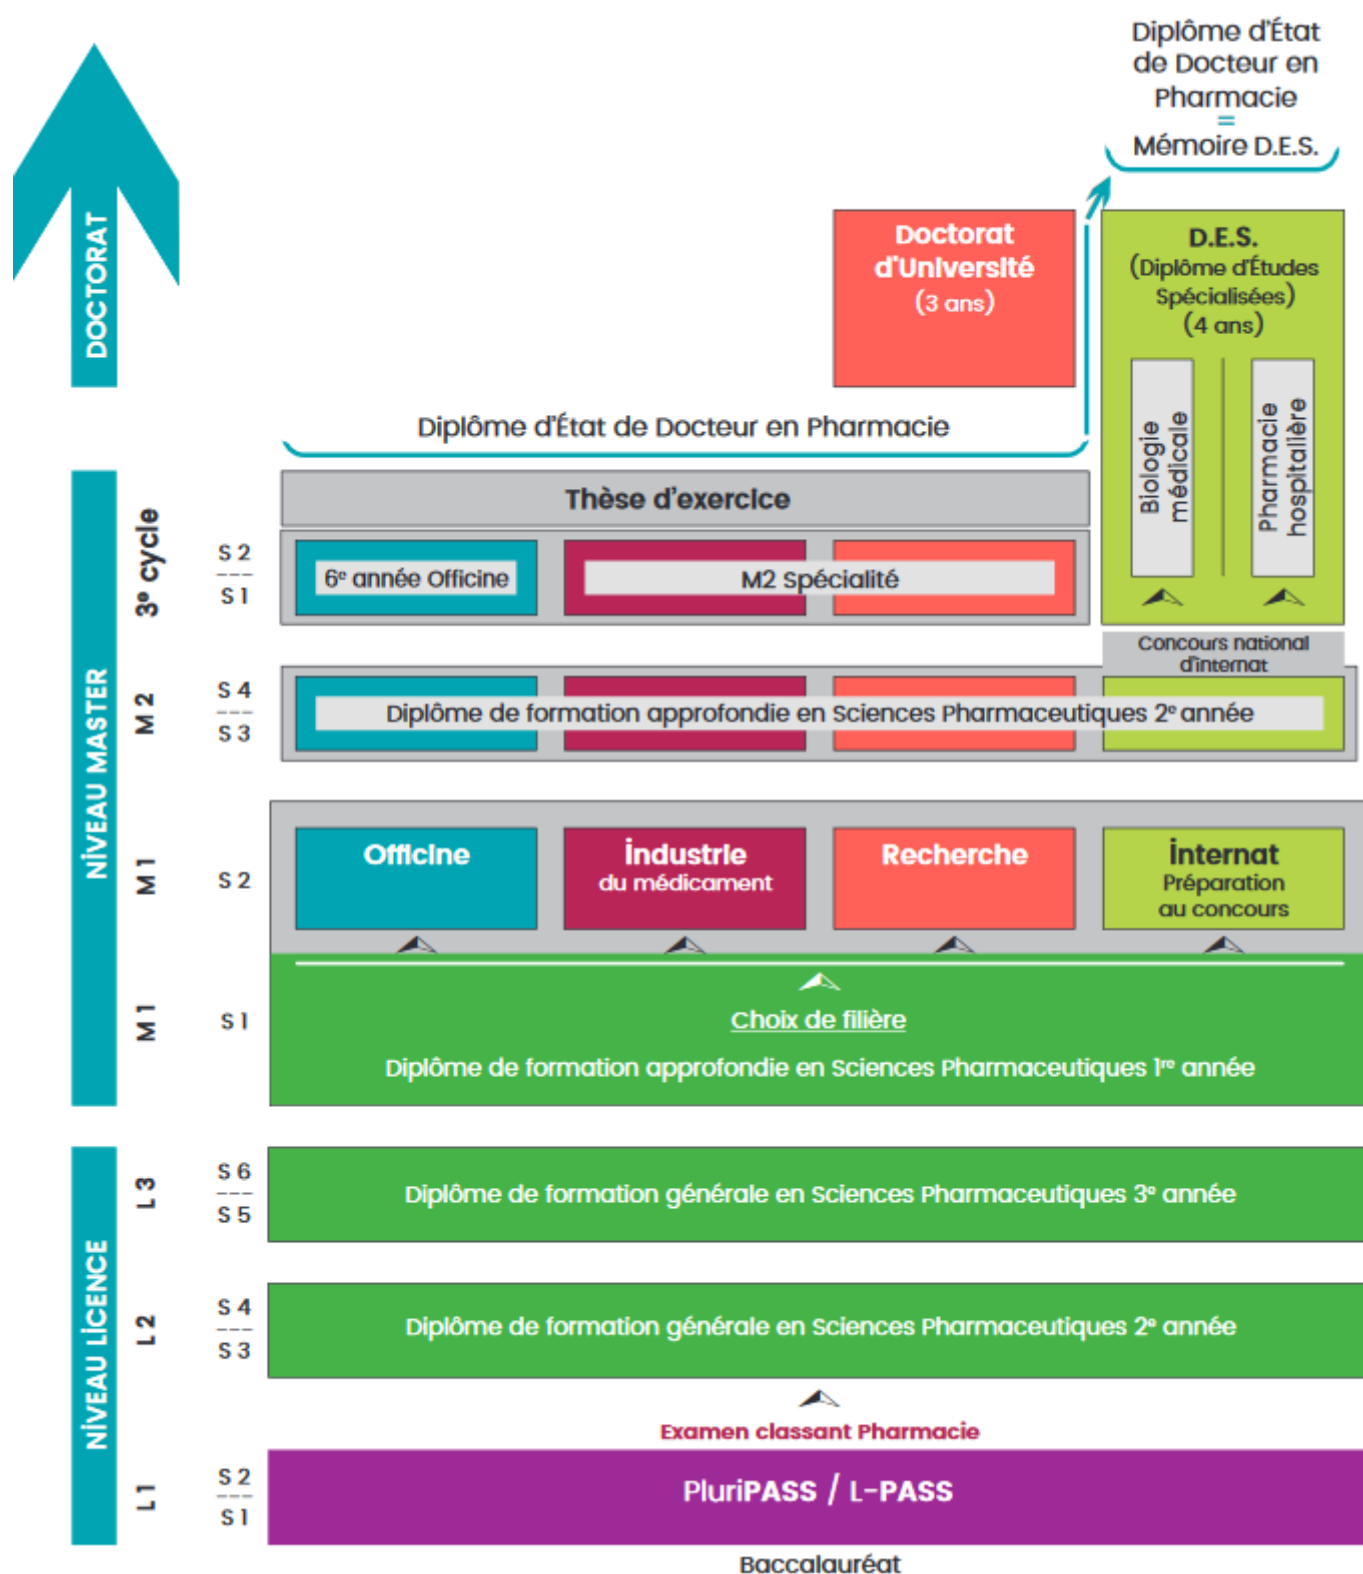 Diplôme d'État
de Docteur en
Pharmacie
=
Mémoire D.E.S.
DOCTORAT
Doctorat
d'Université
(3 ans)
D.E.S.
(Diplôme d'Études
Spécialisées)
(4 ans)
Biologie
médicale
Pharmacie
hospitalière
Diplôme d'État de Docteur en Pharmacie
NIVEAU MASTER
Thèse d'exercice
3e cycle
S 2
S 1
6e année Officine
M2 Spécialité
Concours national
d'internat
M 2
S 4
S 3
Diplôme de formation approfondie en Sciences Pharmaceutiques 2e année
M 1
S 2
Officine
Industrie
du médicament
Recherche
Internat
Préparation
au concours
M 1
S 1
Choix de filière
Diplôme de formation approfondie en Sciences Pharmaceutiques 1re année
NIVEAU LICENCE
L 3
S 6
S 5
Diplôme de formation générale en Sciences Pharmaceutiques 3e année
L 2
S 4
S 3
Diplôme de formation générale en Sciences Pharmaceutiques 2e année
Examen classant Pharmacie
L 1
S 2
S 1
PluriPASS / L-PASS
Baccalauréat